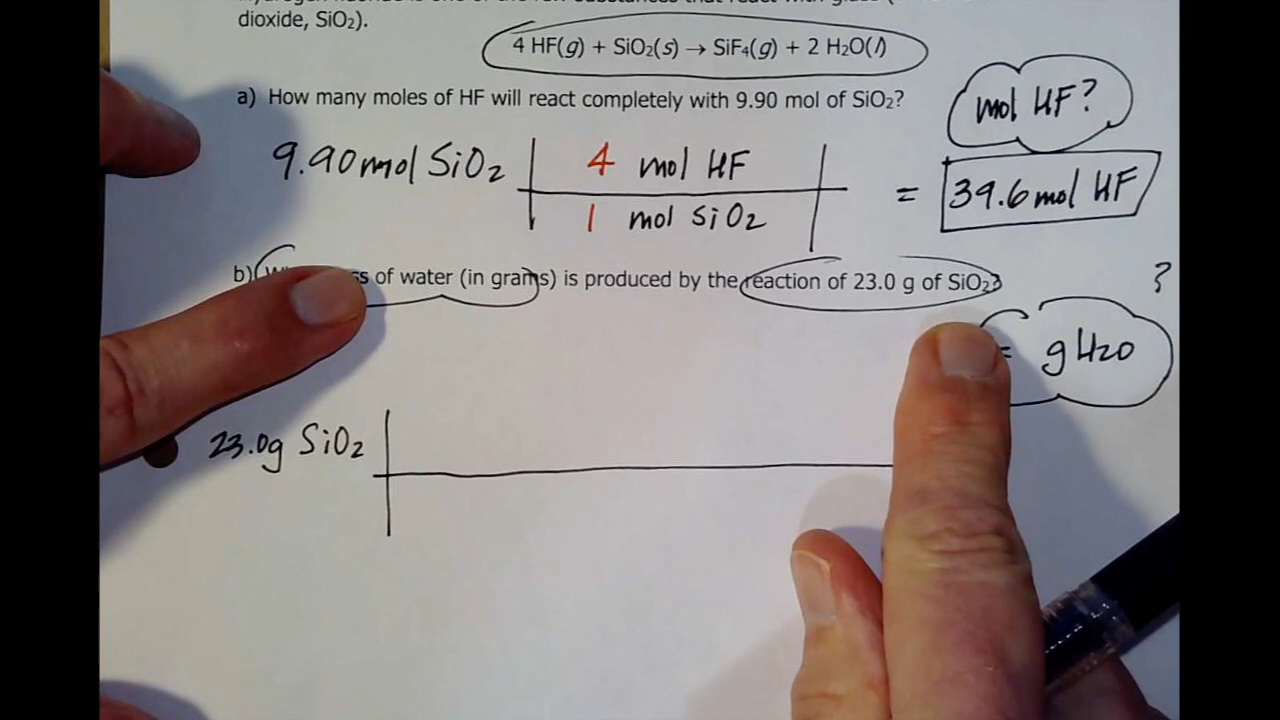 dioxide, SiO₂).
4 HF(g) + SiO₂(s) → SiF₄(g) + 2 H₂O(l)
a) How many moles of HF will react completely with 9.90 mol of SiO₂?
mol HF?
9.90 mol SiO₂ 4 mol HF
1 mol SiO₂
= 39.6 mol HF
b) of water (in grams) is produced by the reaction of 23.0 g of SiO₂?
?
= g H₂O
23.0g SiO₂